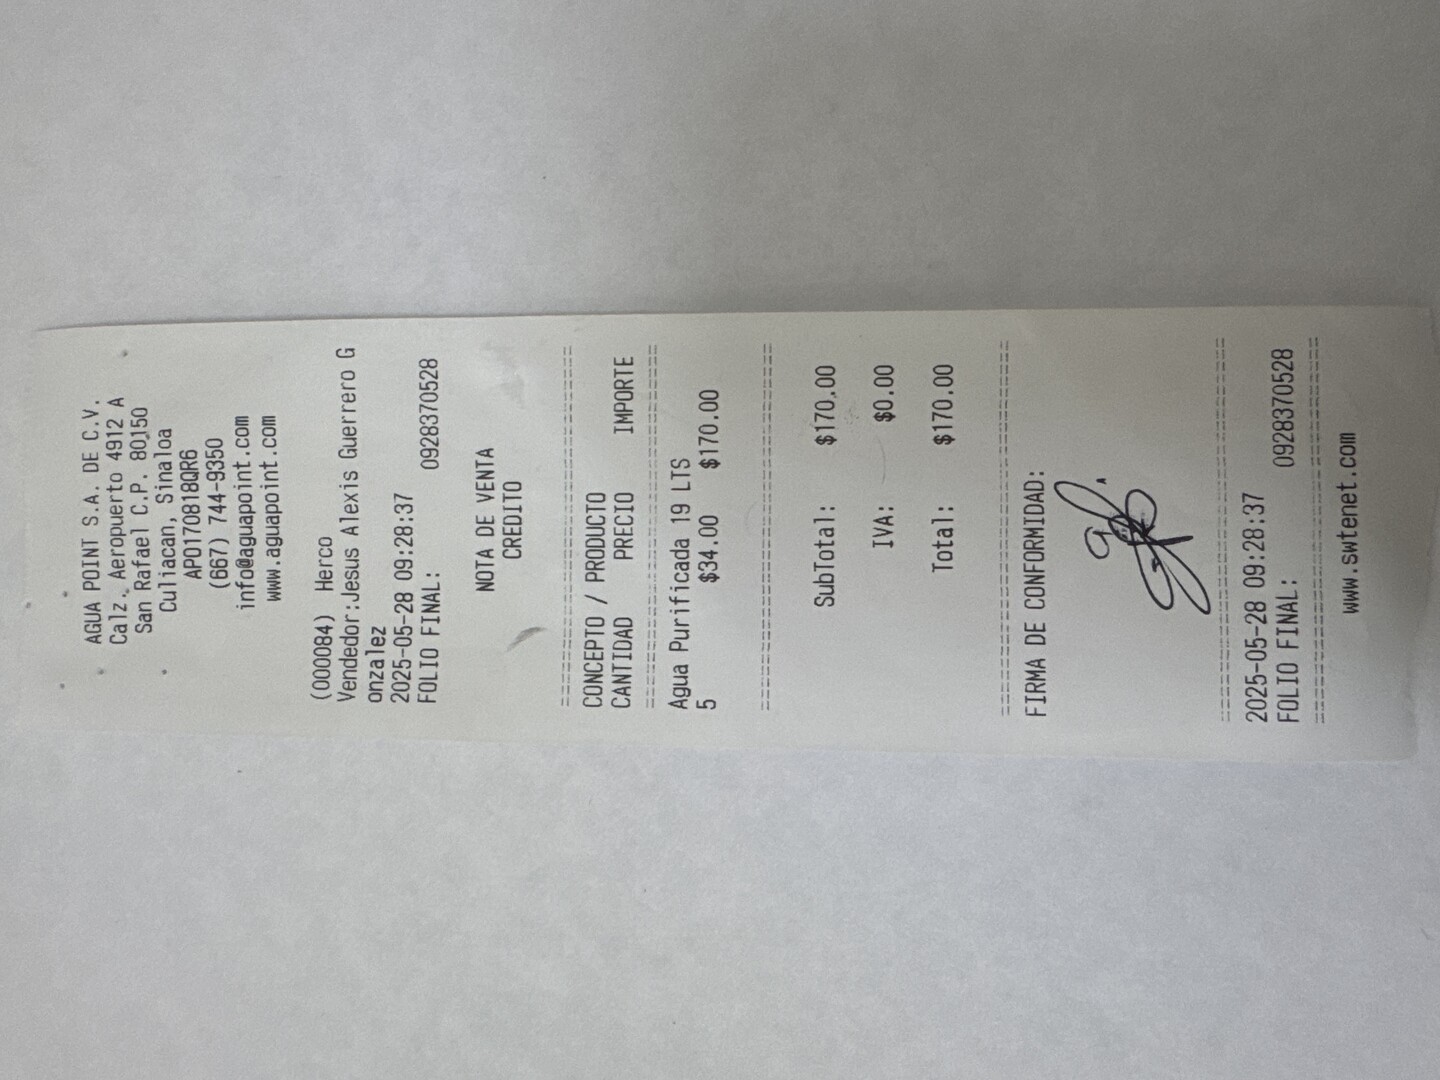 AGUA POINT S.A. DE C.V.
Calz. Aeropuerto 4912 A
San Rafael C.P. 80150
Culiacan, Sinaloa
APO170818QR6
(667) 744-9350
info@aguapoint.com
www.aguapoint.com
(000084) Herco
Vendedor:Jesus Alexis Guerrero G
onzalez
2025-05-28 09:28:37
FOLIO FINAL: 0928370528
NOTA DE VENTA
CREDITO
CONCEPTO / PRODUCTO
CANTIDAD PRECIO IMPORTE
Agua Purificada 19 LTS
5 $34.00 $170.00
SubTotal: $170.00
IVA: $0.00
Total: $170.00
FIRMA DE CONFORMIDAD:
2025-05-28 09:28:37
FOLIO FINAL: 0928370528
www.swtenet.com